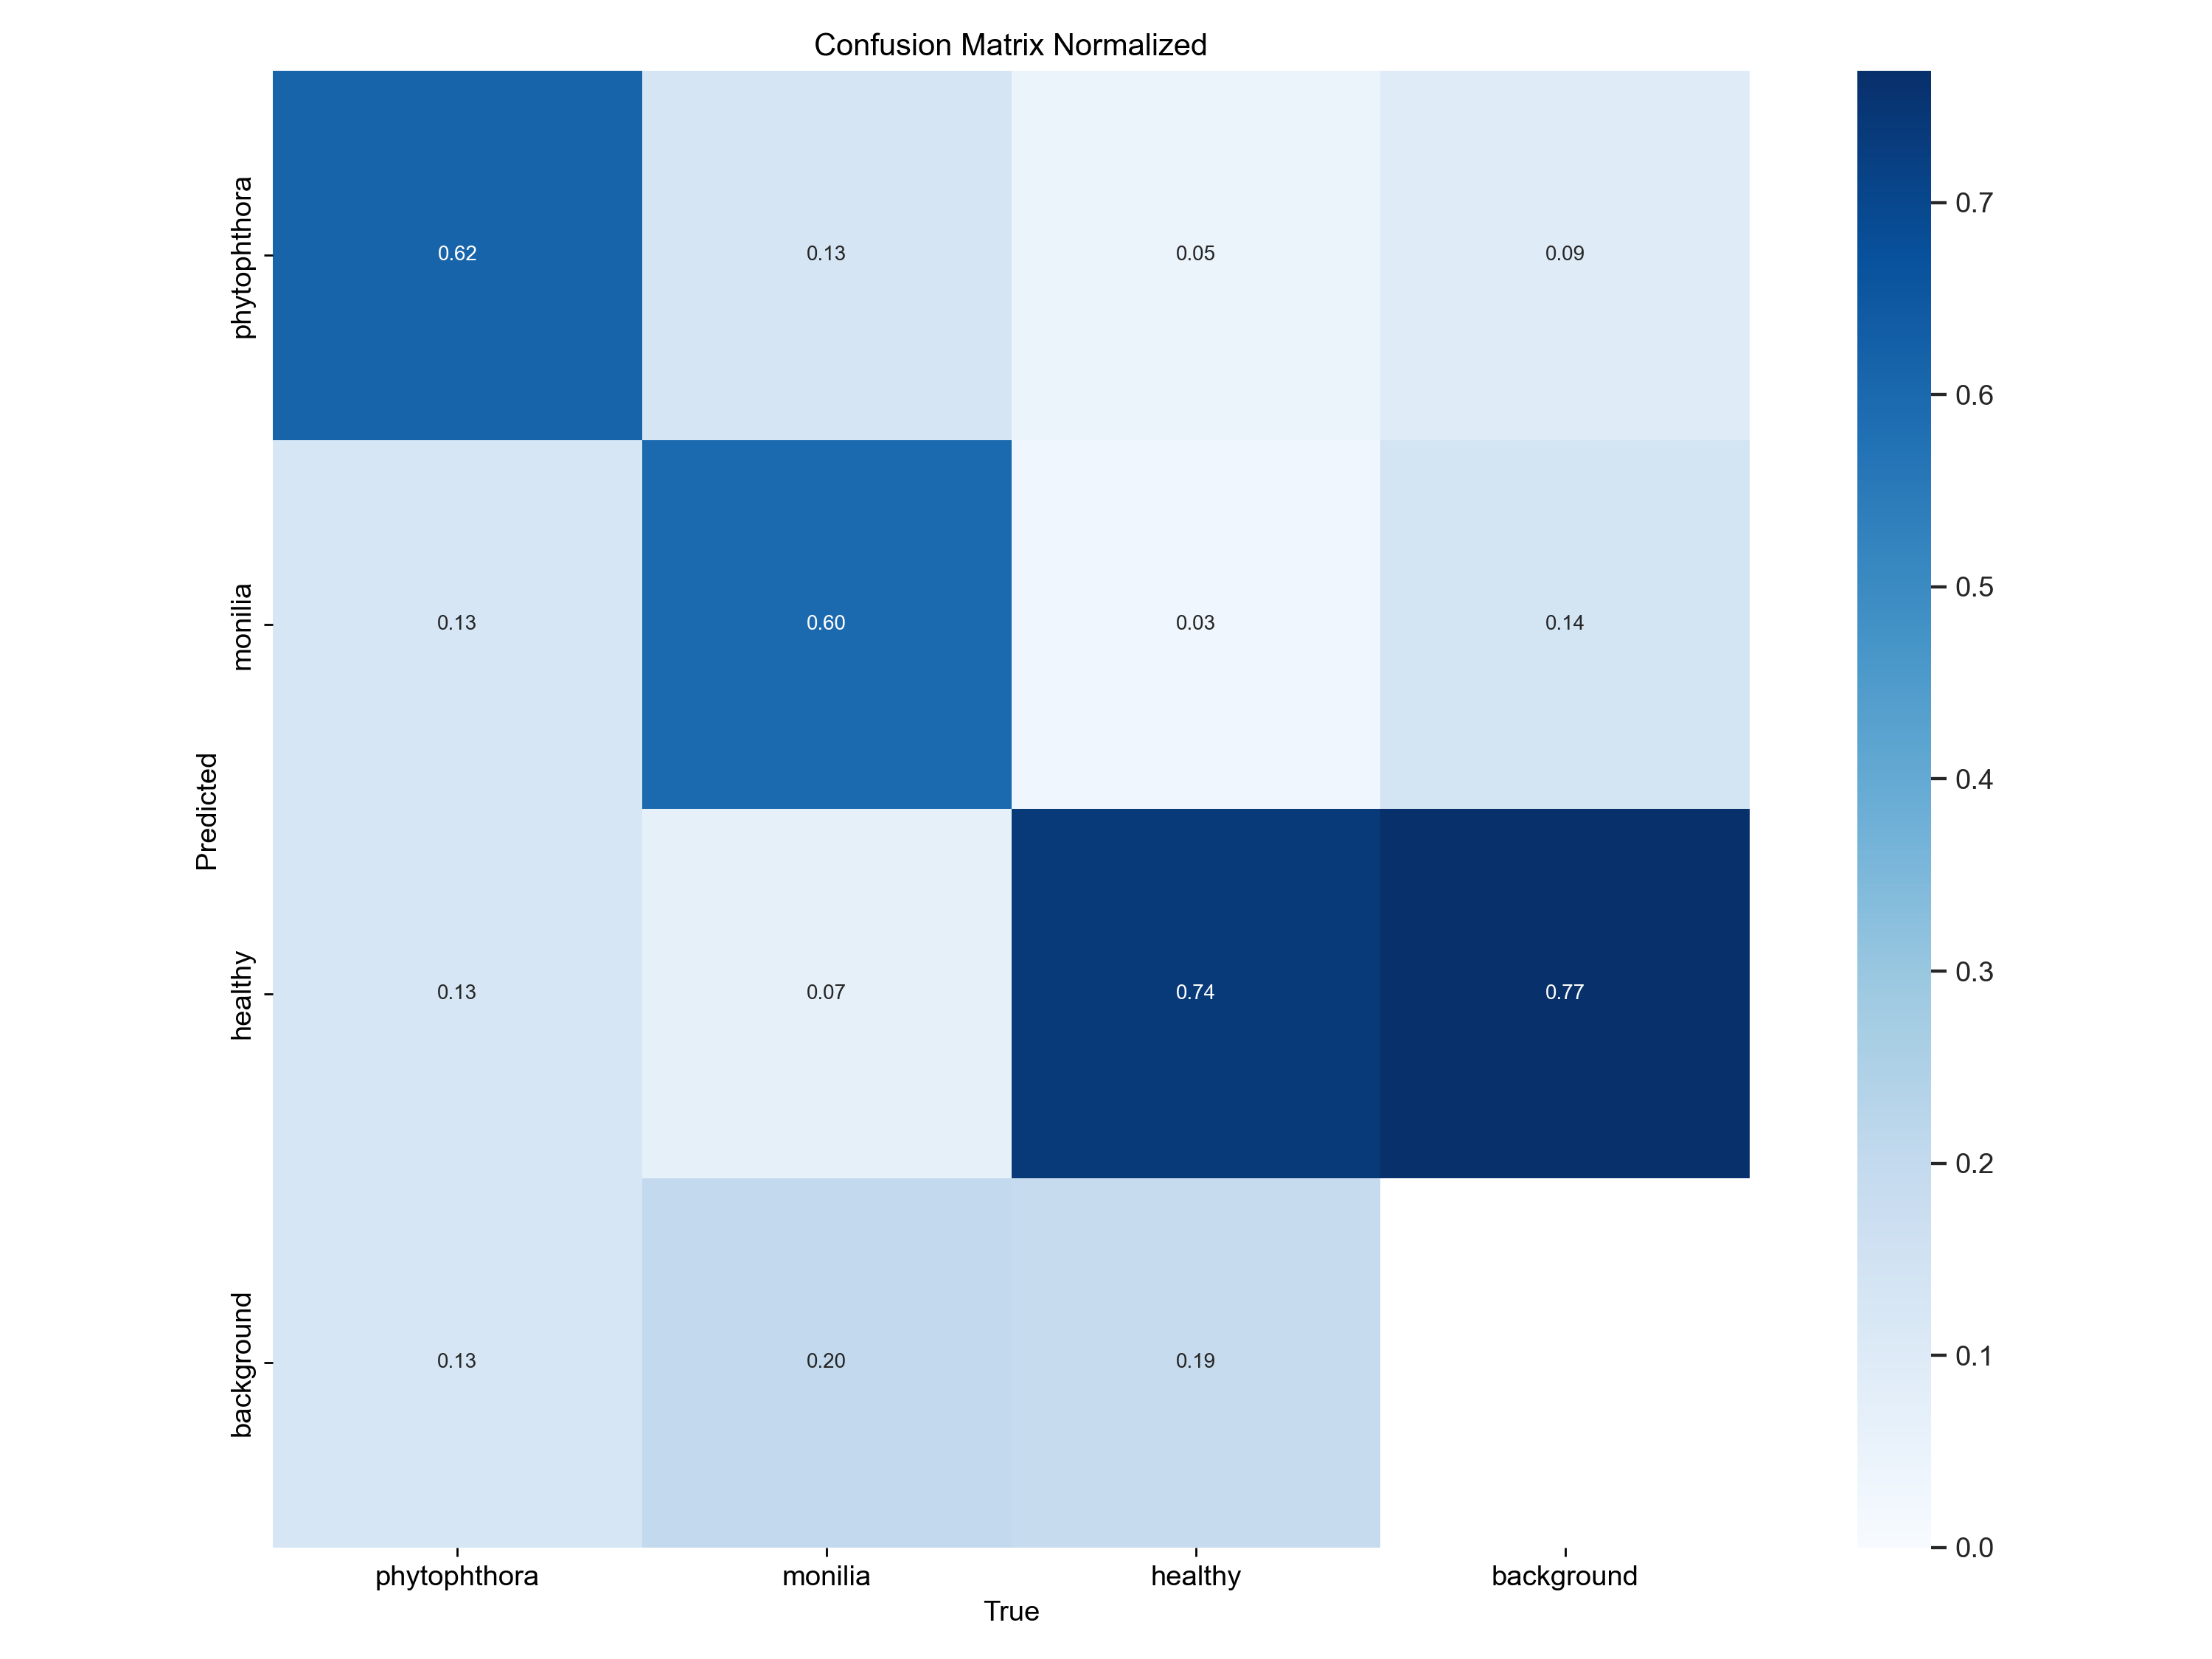 Confusion Matrix Normalized
phytophthora
0.62
0.13
0.05
0.09
monilia
0.13
0.60
0.03
0.14
healthy
0.13
0.07
0.74
0.77
background
0.13
0.20
0.19
Predicted
phytophthora
monilia
healthy
background
True
0.7
0.6
0.5
0.4
0.3
0.2
0.1
0.0